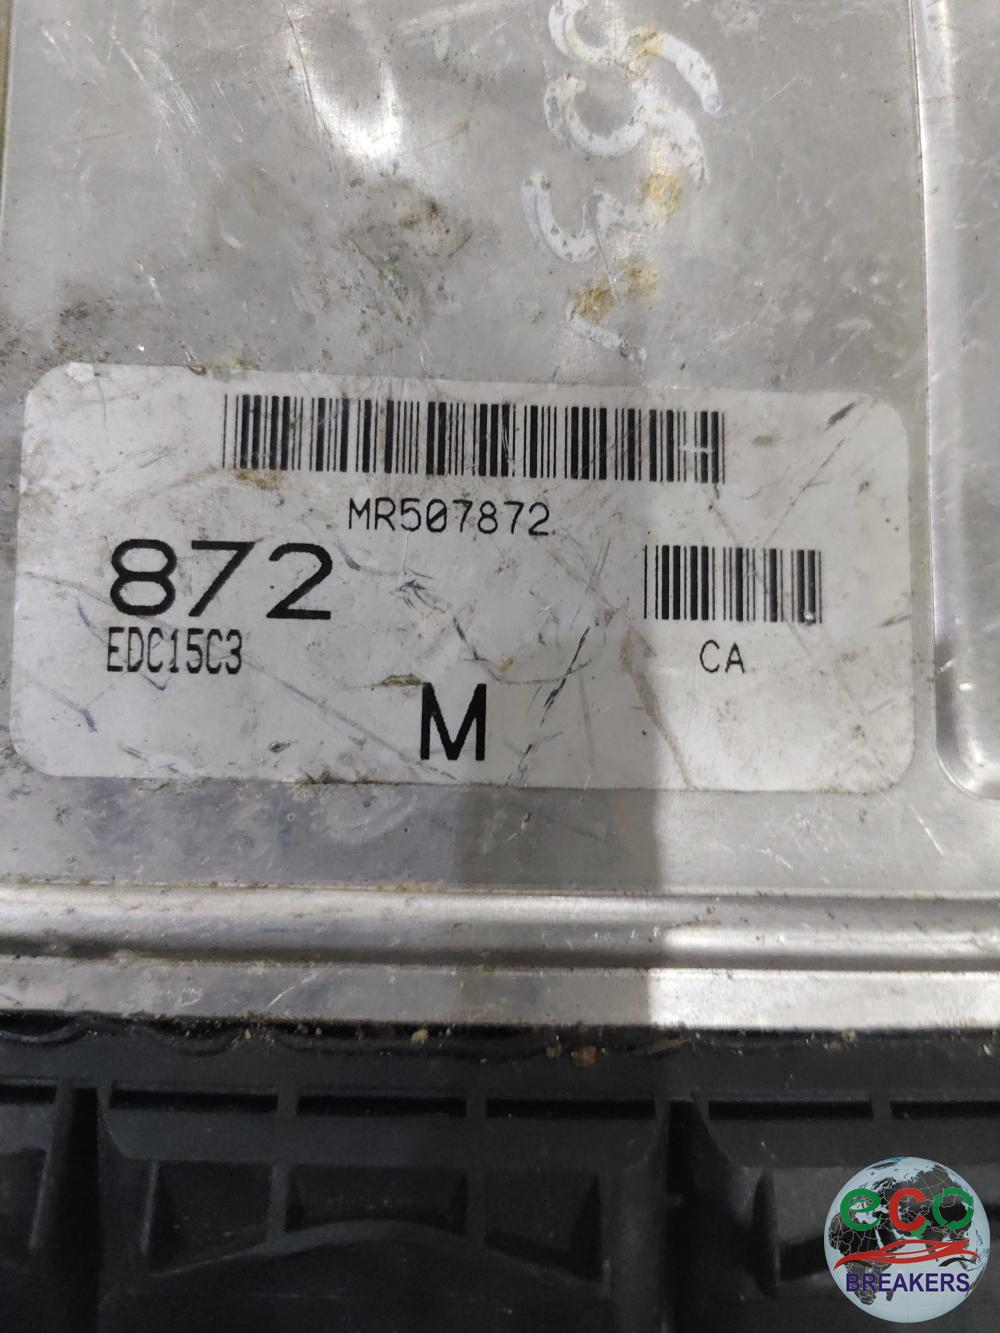 MR507872
872
EDC15C3
CA
M
eco
BREAKERS